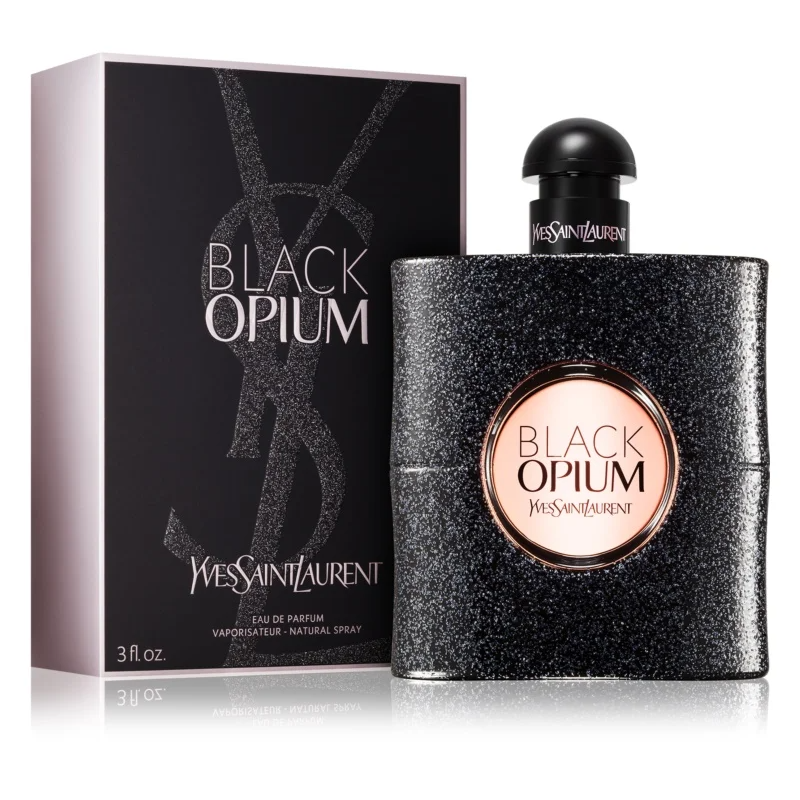 BLACK
OPIUM
YVESSAINTLAURENT
EAU DE PARFUM
VAPORISATEUR - NATURAL SPRAY
3 fl. oz.
YVESSAINTLAURENT
BLACK
OPIUM
YVESSAINTLAURENT